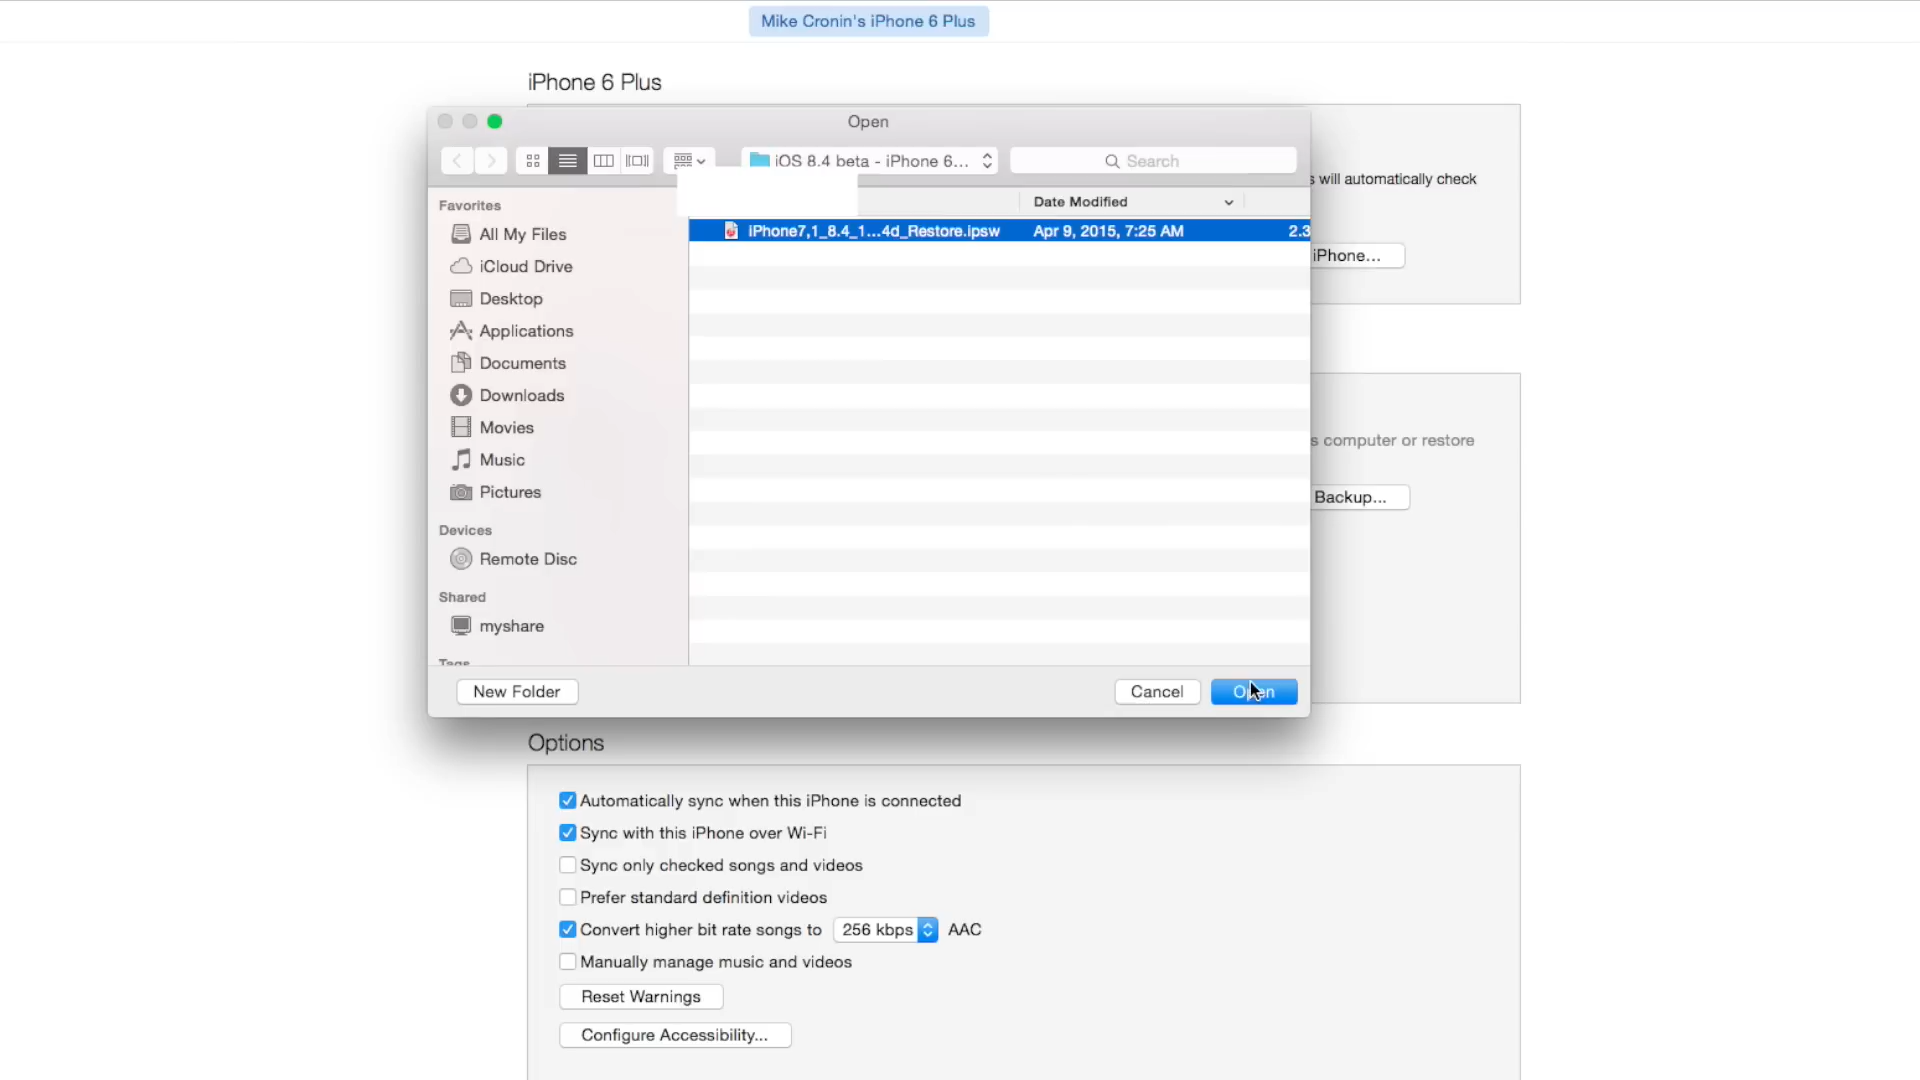 Mike Cronin's iPhone 6 Plus
iPhone 6 Plus
Open
iOS 8.4 beta - iPhone 6...
Search
s will automatically check
Favorites
Date Modified
All My Files
iPhone7,1_8.4_1...4d_Restore.ipsw
Apr 9, 2015, 7:25 AM
2.3
iPhone...
iCloud Drive
Desktop
Applications
Documents
Downloads
Movies
s computer or restore
Music
Pictures
Backup...
Devices
Remote Disc
Shared
myshare
Tags
New Folder
Cancel
Open
Options
Automatically sync when this iPhone is connected
Sync with this iPhone over Wi-Fi
Sync only checked songs and videos
Prefer standard definition videos
Convert higher bit rate songs to 256 kbps AAC
Manually manage music and videos
Reset Warnings
Configure Accessibility...